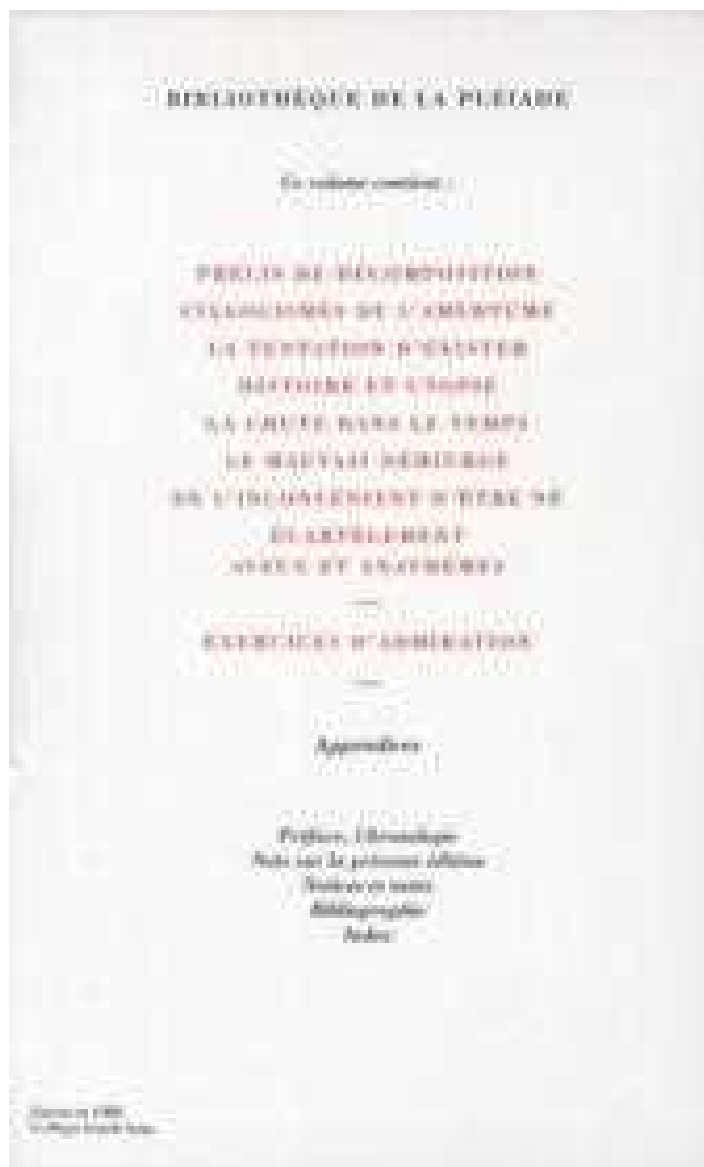 BIBLIOTHÈQUE DE LA PLÉIADE
Ce volume contient :
PRÉCIS DE DÉCOMPOSITION
SYLLOGISMES DE L'AMERTUME
LA TENTATION D'EXISTER
HISTOIRE ET UTOPIE
LA CHUTE DANS LE TEMPS
LE MAUVAIS DÉMIURGE
DE L'INCONVÉNIENT D'ÊTRE NÉ
ÉCARTÈLEMENT
AVEUX ET ANATHÈMES
EXERCICES D'ADMIRATION
Appendices
Préface, Chronologie
Note sur la présente édition
Notices et notes
Bibliographie
Index